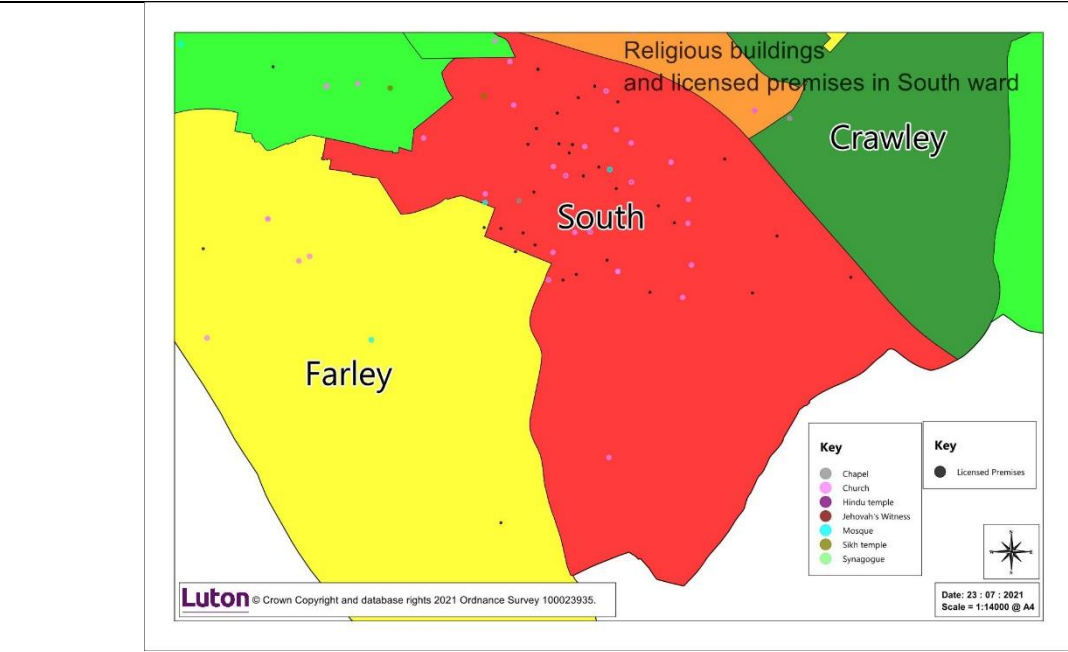 Religious buildings
and licensed premises in South ward
Crawley
South
Farley
Key
Chapel
Church
Hindu temple
Jehovah's Witness
Mosque
Sikh temple
Synagogue
Key
Licensed Premises
N
Luton © Crown Copyright and database rights 2021 Ordnance Survey 100023935.
Date: 23 : 07 : 2021
Scale = 1:14000 @ A4